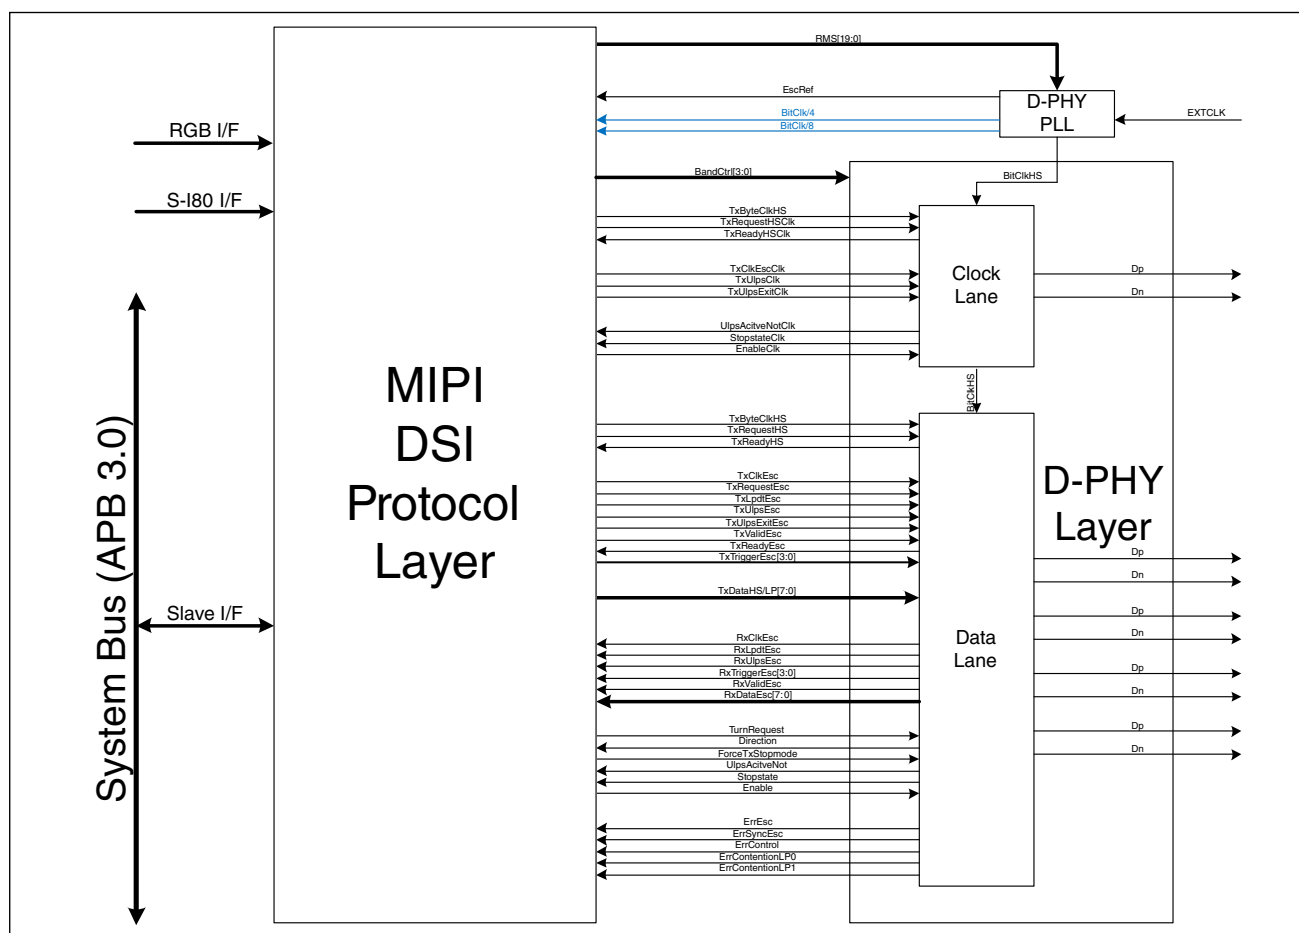 RMS[19:0]
EscRef
D-PHY
PLL
BitClk/4
BitClk/8
EXTCLK
RGB I/F
BandCtrl[3:0]
BitClkHS
S-I80 I/F
TxByteClkHS
TxRequestHSClk
TxReadyHSClk
TxClkEscClk
TxUlpsClk
TxUlpsExitClk
Clock
Lane
Dp
Dn
UlpsAcitveNotClk
StopstateClk
EnableClk
BitClkHS
MIPI
DSI
Protocol
Layer
System Bus (APB 3.0)
TxByteClkHS
TxRequestHS
TxReadyHS
D-PHY
Layer
TxClkEsc
TxRequestEsc
TxLpdtEsc
TxUlpsEsc
TxUlpsExitEsc
TxValidEsc
TxReadyEsc
TxTriggerEsc[3:0]
Dp
Dn
TxDataHS/LP[7:0]
Slave I/F
Dp
Dn
Data
Lane
RxClkEsc
RxLpdtEsc
RxUlpsEsc
RxTriggerEsc[3:0]
RxValidEsc
RxDataEsc[7:0]
Dp
Dn
TurnRequest
Direction
ForceTxStopmode
UlpsAcitveNot
Stopstate
Enable
Dp
Dn
ErrEsc
ErrSyncEsc
ErrControl
ErrContentionLP0
ErrContentionLP1